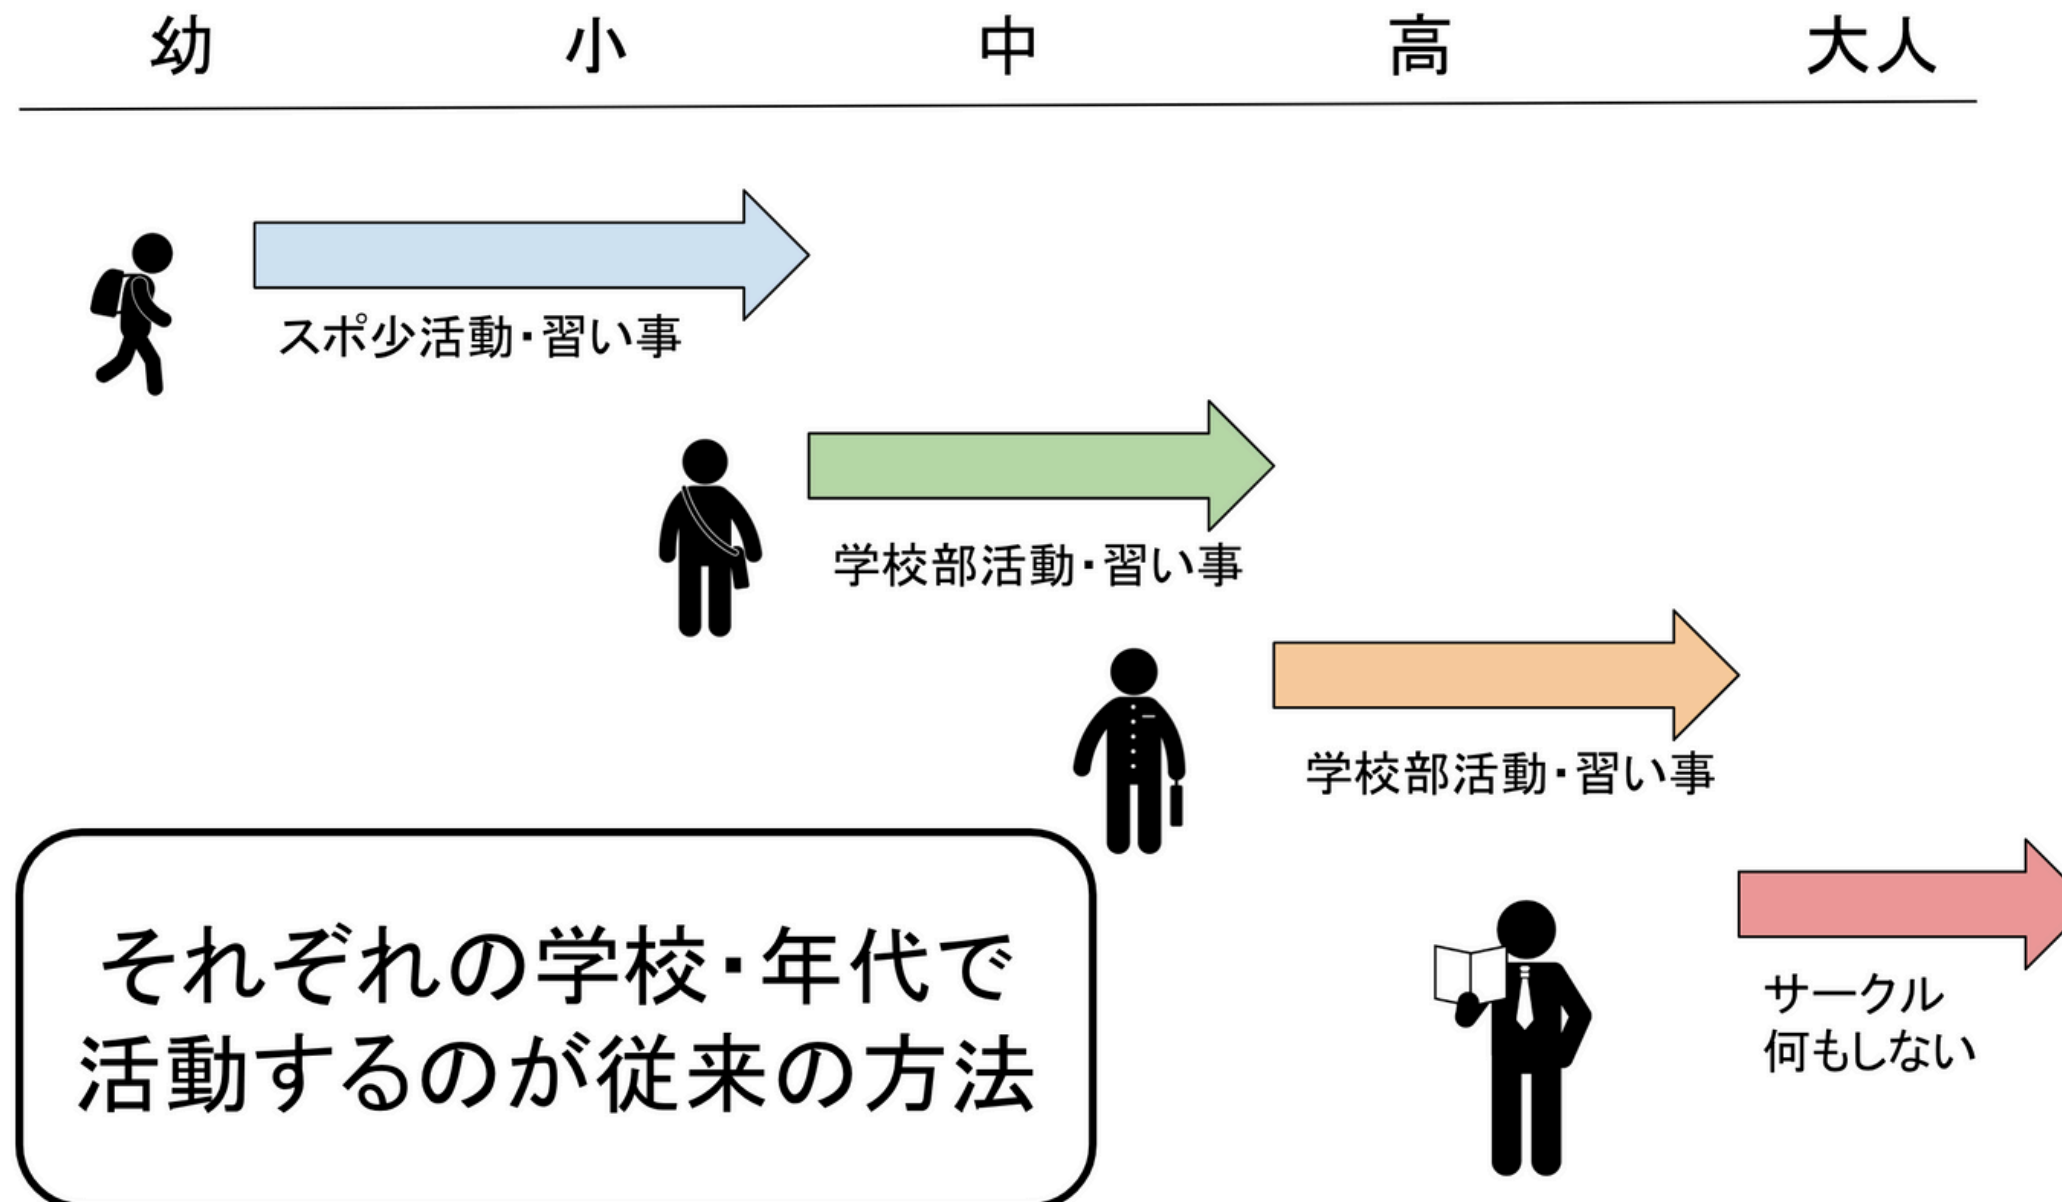 幼 小 中 高 大人
スポ少活動・習い事
学校部活動・習い事
学校部活動・習い事
サークル
何もしない
それぞれの学校・年代で
活動するのが従来の方法